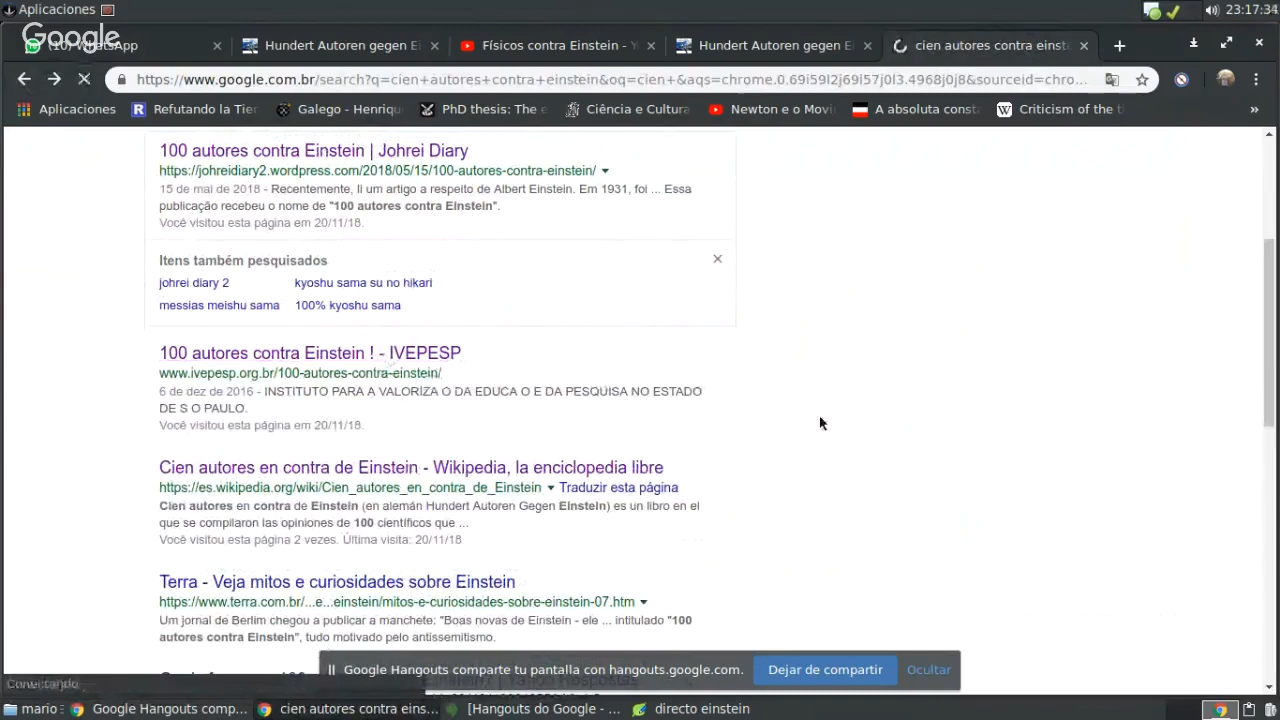 Aplicaciones
23:17:34
Google
WhatsApp
Hundert Autoren gegen Ei
Físicos contra Einstein - Y
Hundert Autoren gegen E
cien autores contra einst
https://www.google.com.br/search?q=cien+autores+contra+einstein&oq=cien+&aqs=chrome.0.69i59l2j69i57j0l3.4968j0j8&sourceid=chro...
Aplicaciones
Refutando la Tier
Galego - Henriqu
PhD thesis: The e
Ciência e Cultura
Newton e o Movi
A absoluta consta
Criticism of the t
»
100 autores contra Einstein | Johrei Diary
https://johreidiary2.wordpress.com/2018/05/15/100-autores-contra-einstein/
15 de mai de 2018 - Recentemente, li um artigo a respeito de Albert Einstein. Em 1931, foi ... Essa
publicação recebeu o nome de "100 autores contra Einstein".
Você visitou esta página em 20/11/18.
Itens também pesquisados
johrei diary 2
kyoshu sama su no hikari
messias meishu sama
100% kyoshu sama
100 autores contra Einstein ! - IVEPESP
www.ivepesp.org.br/100-autores-contra-einstein/
6 de dez de 2016 - INSTITUTO PARA A VALORIZA O DA EDUCA O E DA PESQUISA NO ESTADO
DE S O PAULO.
Você visitou esta página em 20/11/18.
Cien autores en contra de Einstein - Wikipedia, la enciclopedia libre
https://es.wikipedia.org/wiki/Cien_autores_en_contra_de_Einstein Traduzir esta página
Cien autores en contra de Einstein (en alemán Hundert Autoren Gegen Einstein) es un libro en el
que se compilaron las opiniones de 100 científicos que ...
Você visitou esta página 2 vezes. Última visita: 20/11/18
Terra - Veja mitos e curiosidades sobre Einstein
https://www.terra.com.br/...e...einstein/mitos-e-curiosidades-sobre-einstein-07.htm
Um jornal de Berlim chegou a publicar a manchete: "Boas novas de Einstein - ele ... intitulado "100
autores contra Einstein", tudo motivado pelo antissemitismo.
Google Hangouts comparte tu pantalla con hangouts.google.com.
Dejar de compartir
Ocultar
Conectando
mario
Google Hangouts comp...
cien autores contra eins...
[Hangouts do Google - ...
directo einstein